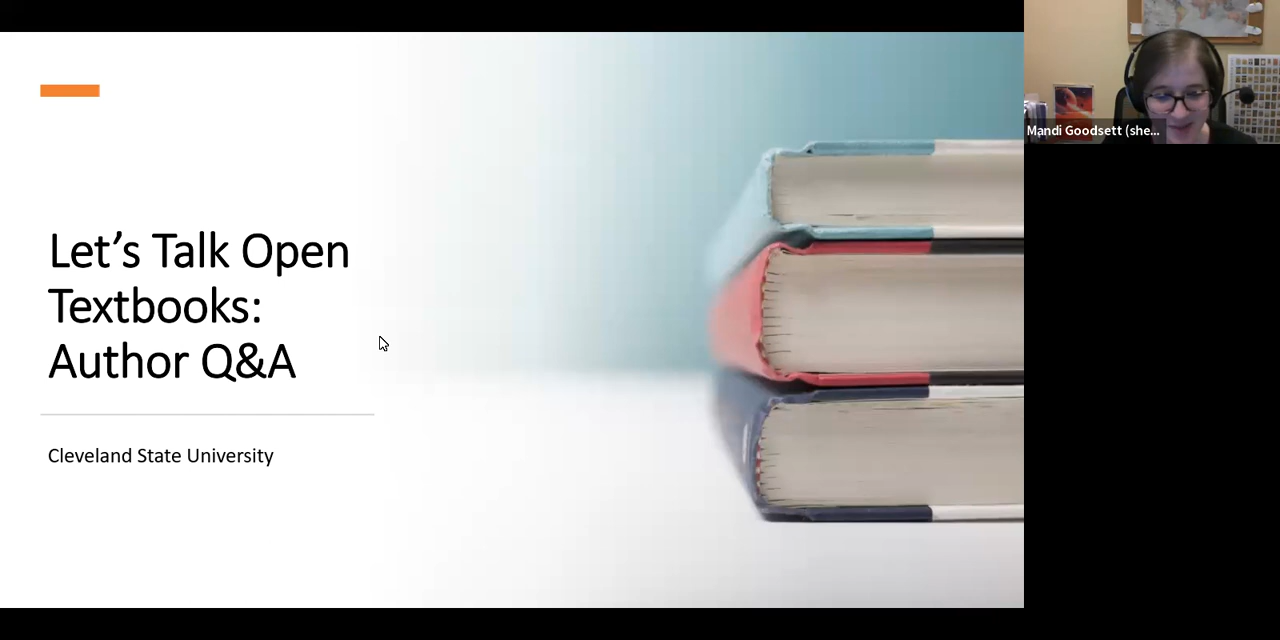 Let’s Talk Open
Textbooks:
Author Q&A
Cleveland State University
Mandi Goodsett (she...